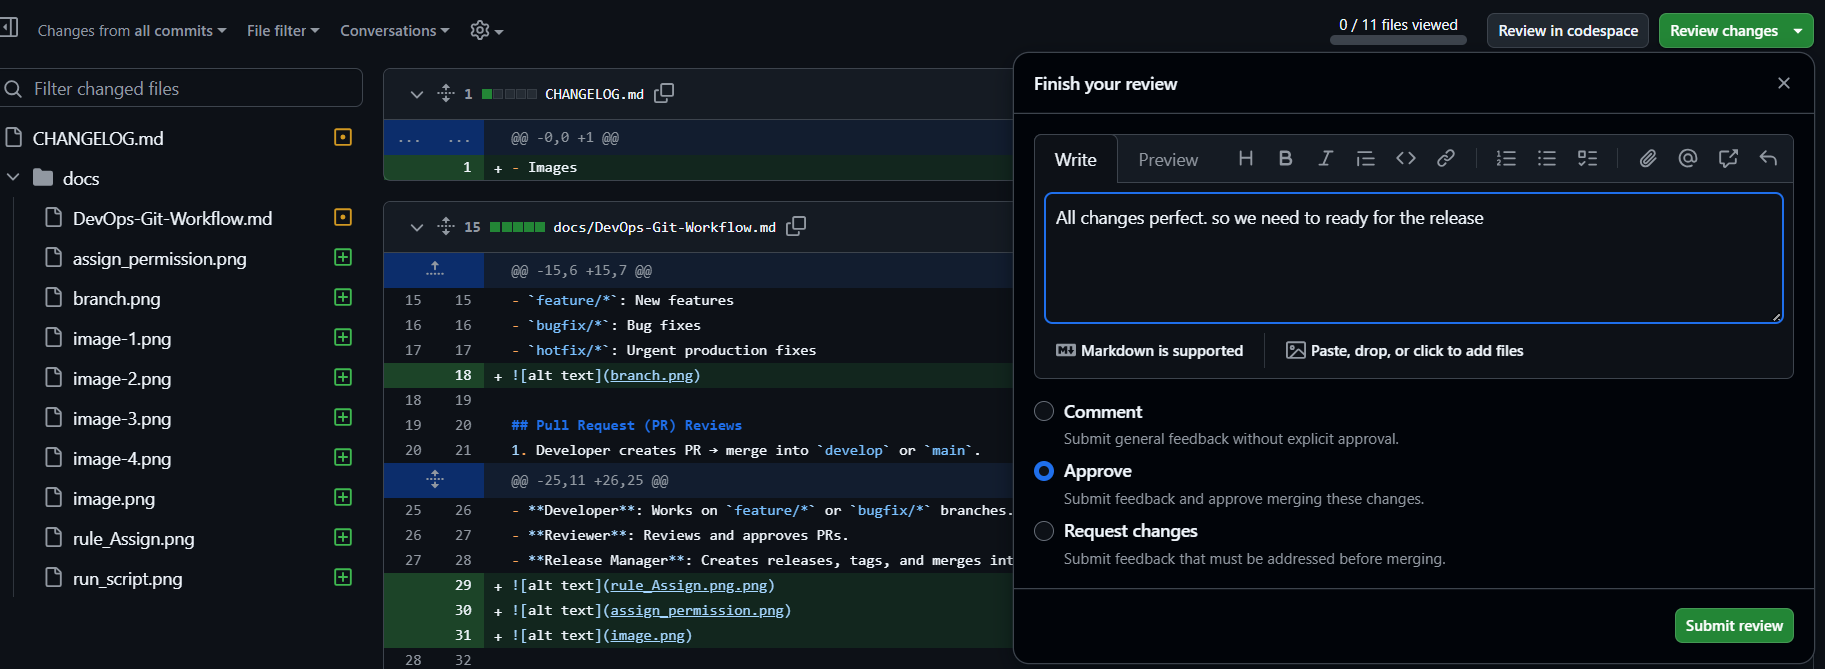 Changes from all commits File filter Conversations
0 / 11 files viewed
Review in codespace
Review changes
Filter changed files
CHANGELOG.md
docs
DevOps-Git-Workflow.md
assign_permission.png
branch.png
image-1.png
image-2.png
image-3.png
image-4.png
image.png
rule_Assign.png
run_script.png
1 CHANGELOG.md
... ... @@ -0,0 +1 @@
1 + - Images
15 docs/DevOps-Git-Workflow.md
@@ -15,6 +15,7 @@
15 15 - `feature/*`: New features
16 16 - `bugfix/*`: Bug fixes
17 17 - `hotfix/*`: Urgent production fixes
18 + ![alt text](branch.png)
18 19
19 20 ## Pull Request (PR) Reviews
20 21 1. Developer creates PR → merge into `develop` or `main`.
@@ -25,11 +26,25 @@
25 26 - **Developer**: Works on `feature/*` or `bugfix/*` branches.
26 27 - **Reviewer**: Reviews and approves PRs.
27 28 - **Release Manager**: Creates releases, tags, and merges int
29 + ![alt text](rule_Assign.png.png)
30 + ![alt text](assign_permission.png)
31 + ![alt text](image.png)
28 32
Finish your review
Write Preview
All changes perfect. so we need to ready for the release
Markdown is supported
Paste, drop, or click to add files
Comment
Submit general feedback without explicit approval.
Approve
Submit feedback and approve merging these changes.
Request changes
Submit feedback that must be addressed before merging.
Submit review